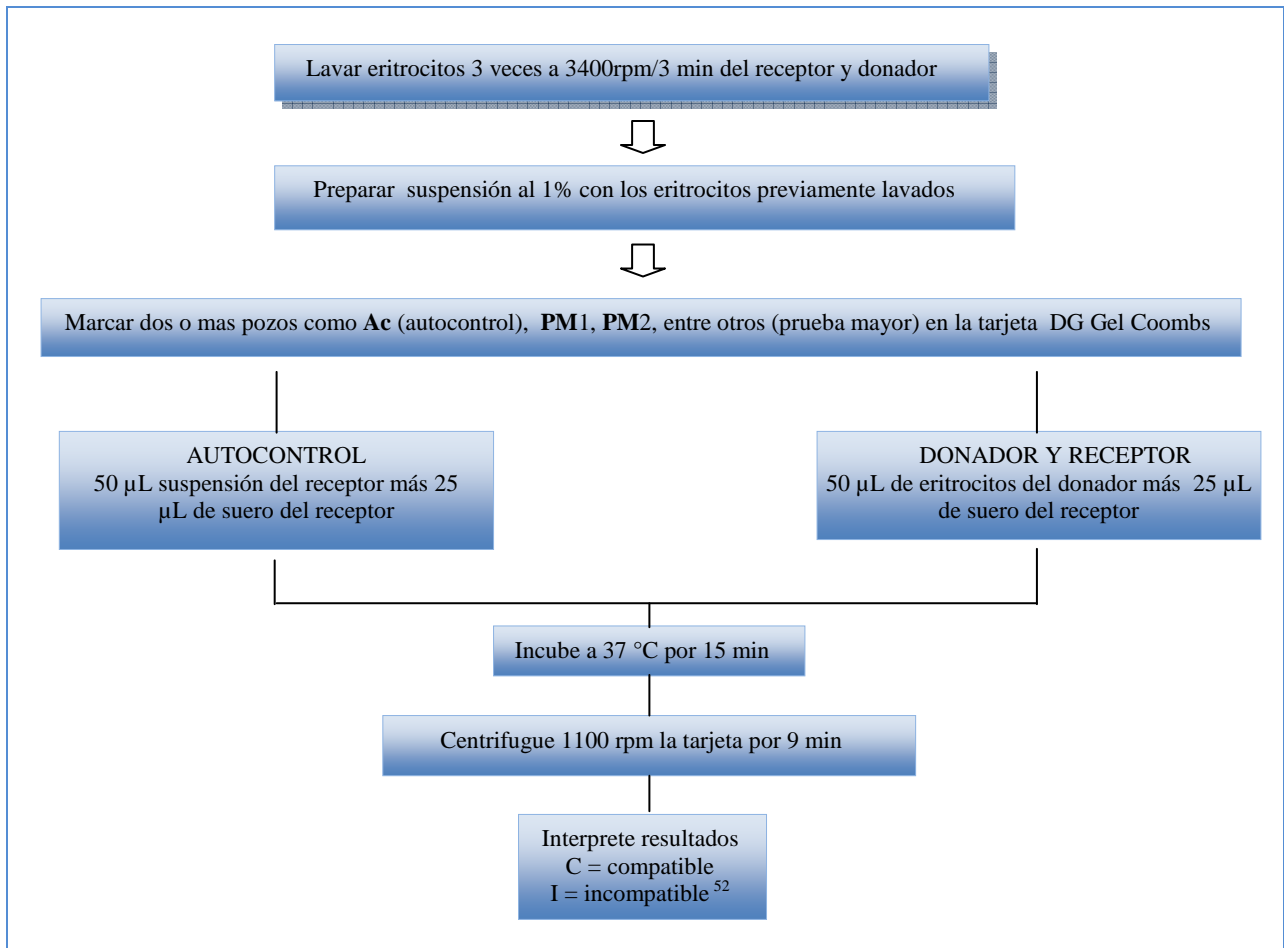 Lavar eritrocitos 3 veces a 3400rpm/3 min del receptor y donador
Preparar suspensión al 1% con los eritrocitos previamente lavados
Marcar dos o mas pozos como Ac (autocontrol), PM1, PM2, entre otros (prueba mayor) en la tarjeta DG Gel Coombs
AUTOCONTROL
50 µL suspensión del receptor más 25
µL de suero del receptor
DONADOR Y RECEPTOR
50 µL de eritrocitos del donador más 25 µL
de suero del receptor
Incube a 37 °C por 15 min
Centrifugue 1100 rpm la tarjeta por 9 min
Interprete resultados
C = compatible
I = incompatible 52